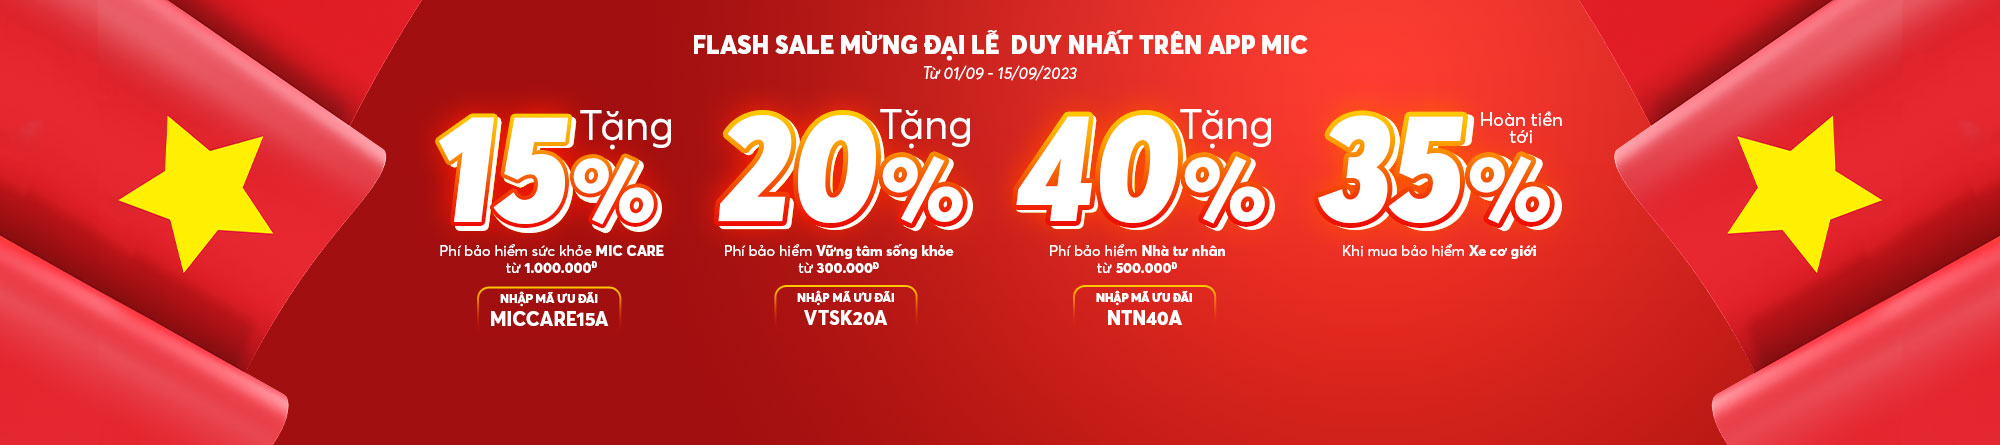 FLASH SALE MỪNG ĐẠI LỄ DUY NHẤT TRÊN APP MIC
Từ 01/09 - 15/09/2023
Tặng
15%
Phí bảo hiểm sức khỏe MIC CARE
từ 1.000.000Đ
NHẬP MÃ ƯU ĐÃI
MICCARE15A
Tặng
20%
Phí bảo hiểm Vững tâm sống khỏe
từ 300.000Đ
NHẬP MÃ ƯU ĐÃI
VTSK20A
Tặng
40%
Phí bảo hiểm Nhà tư nhân
từ 500.000Đ
NHẬP MÃ ƯU ĐÃI
NTN40A
Hoàn tiền
tới
35%
Khi mua bảo hiểm Xe cơ giới